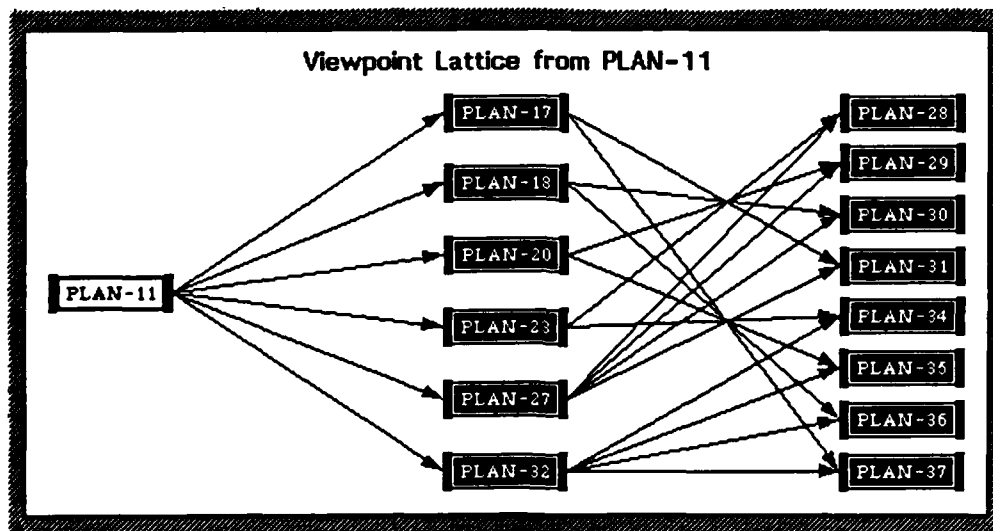 Viewpoint Lattice from PLAN-11
PLAN-11
PLAN-17
PLAN-18
PLAN-20
PLAN-23
PLAN-27
PLAN-32
PLAN-28
PLAN-29
PLAN-30
PLAN-31
PLAN-34
PLAN-35
PLAN-36
PLAN-37